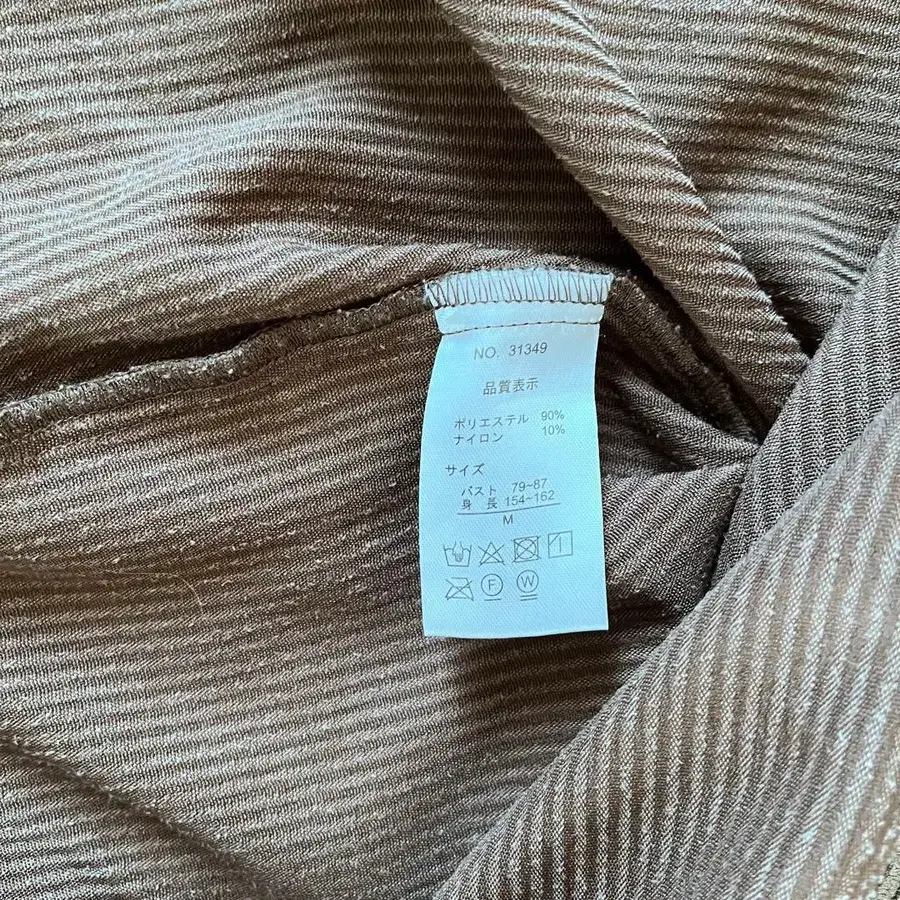 NO. 31349
品質表示
ポリエステル 90%
ナイロン 10%
サイズ
バスト 79~87
身 長 154~162
M
F W